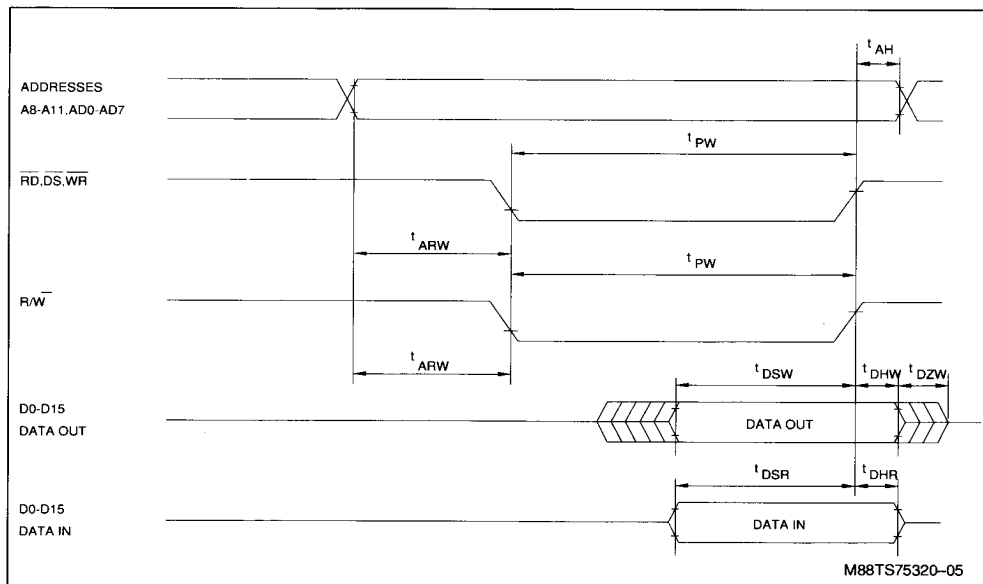 t AH
ADDRESSES
A8-A11,AD0-AD7
t PW
RD,DS,WR
t ARW
t PW
R/W
t ARW
t DSW
t DHW
t DZW
D0-D15
DATA OUT
DATA OUT
t DSR
t DHR
D0-D15
DATA IN
DATA IN
M88TS75320-05